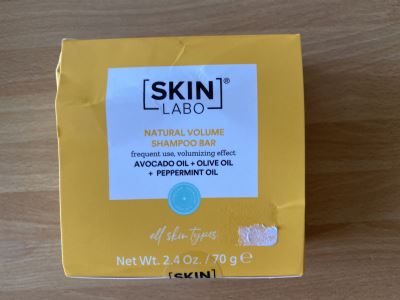 [SKIN]®
LABO
NATURAL VOLUME
SHAMPOO BAR
frequent use, volumizing effect
AVOCADO OIL + OLIVE OIL
+ PEPPERMINT OIL
all skin types
Net Wt. 2.4 Oz. / 70 g ℮
[SKIN]